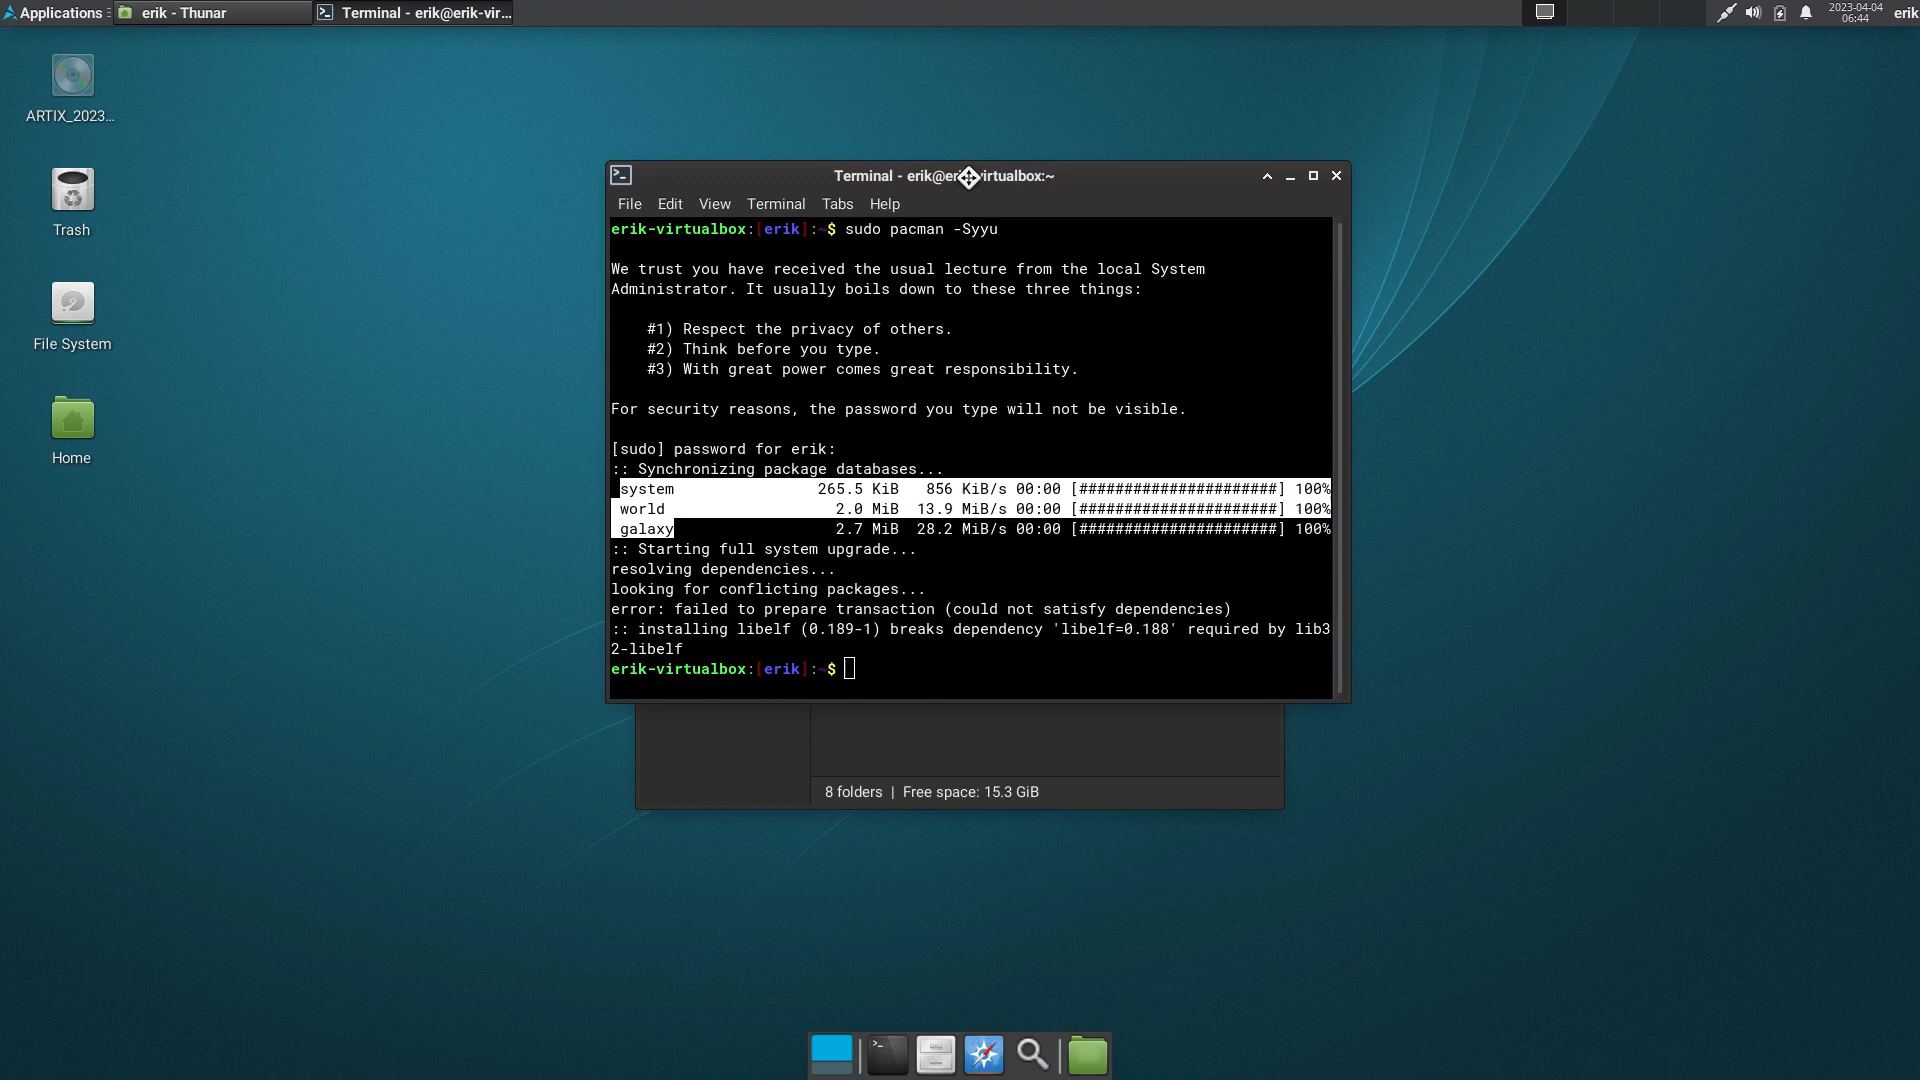 Applications
erik - Thunar
Terminal - erik@erik-vir...
2023-04-04
06:44
erik
ARTIX_2023...
Trash
File System
Home
Terminal - erik@erik-virtualbox:~
File Edit View Terminal Tabs Help
erik-virtualbox:[erik]:~$ sudo pacman -Syyu
We trust you have received the usual lecture from the local System
Administrator. It usually boils down to these three things:
#1) Respect the privacy of others.
#2) Think before you type.
#3) With great power comes great responsibility.
For security reasons, the password you type will not be visible.
[sudo] password for erik:
:: Synchronizing package databases...
system 265.5 KiB 856 KiB/s 00:00 [######################] 100%
world 2.0 MiB 13.9 MiB/s 00:00 [######################] 100%
galaxy 2.7 MiB 28.2 MiB/s 00:00 [######################] 100%
:: Starting full system upgrade...
resolving dependencies...
looking for conflicting packages...
error: failed to prepare transaction (could not satisfy dependencies)
:: installing libelf (0.189-1) breaks dependency 'libelf=0.188' required by lib3
2-libelf
erik-virtualbox:[erik]:~$
8 folders | Free space: 15.3 GiB